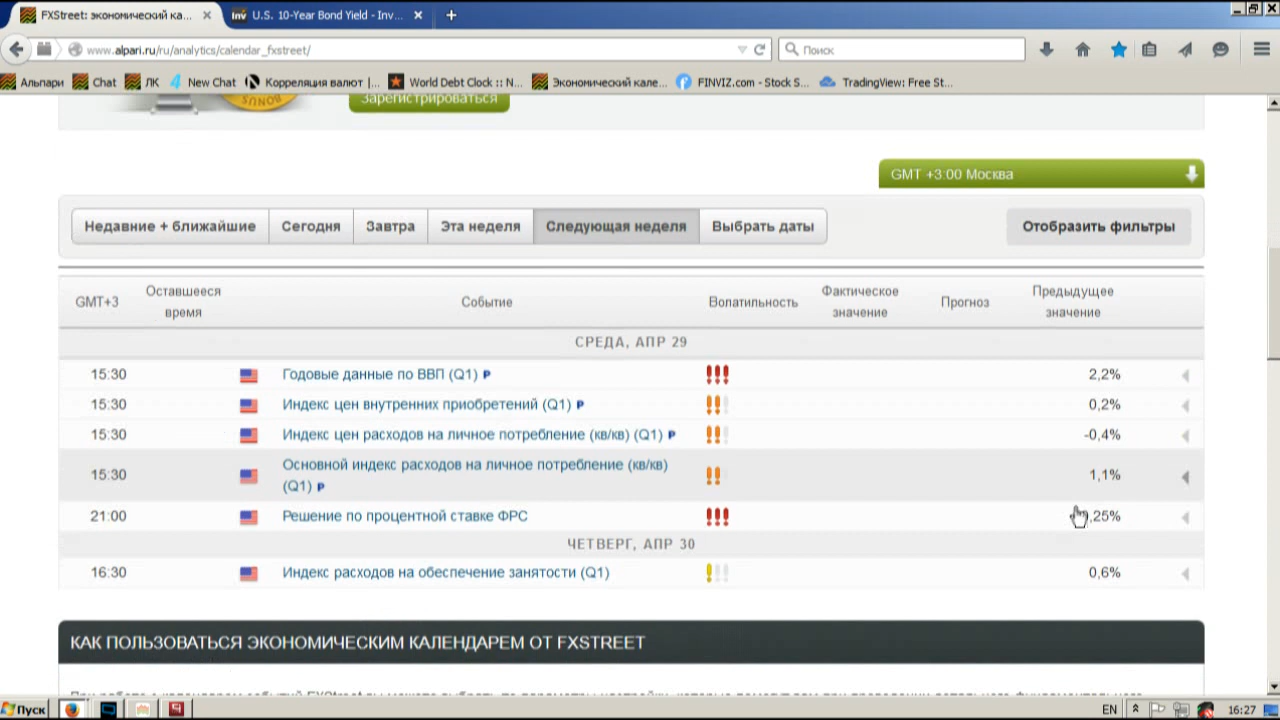 FXStreet: экономический ка...
U.S. 10-Year Bond Yield - Inv...
www.alpari.ru/ru/analytics/calendar_fxstreet/
Поиск
Альпари
Chat
ЛК
New Chat
Корреляция валют |...
World Debt Clock :: N...
Экономический кале...
FINVIZ.com - Stock S...
TradingView: Free St...
BONUS
Зарегистрироваться
GMT +3:00 Москва
Недавние + ближайшие
Сегодня
Завтра
Эта неделя
Следующая неделя
Выбрать даты
Отобразить фильтры
GMT+3
Оставшееся
время
Событие
Волатильность
Фактическое
значение
Прогноз
Предыдущее
значение
СРЕДА, АПР 29
15:30 Годовые данные по ВВП (Q1) P 2,2%
15:30 Индекс цен внутренних приобретений (Q1) P 0,2%
15:30 Индекс цен расходов на личное потребление (кв/кв) (Q1) P -0,4%
15:30 Основной индекс расходов на личное потребление (кв/кв)
(Q1) P 1,1%
21:00 Решение по процентной ставке ФРС ,25%
ЧЕТВЕРГ, АПР 30
16:30 Индекс расходов на обеспечение занятости (Q1) 0,6%
КАК ПОЛЬЗОВАТЬСЯ ЭКОНОМИЧЕСКИМ КАЛЕНДАРЕМ ОТ FXSTREET
Пуск
EN
16:27